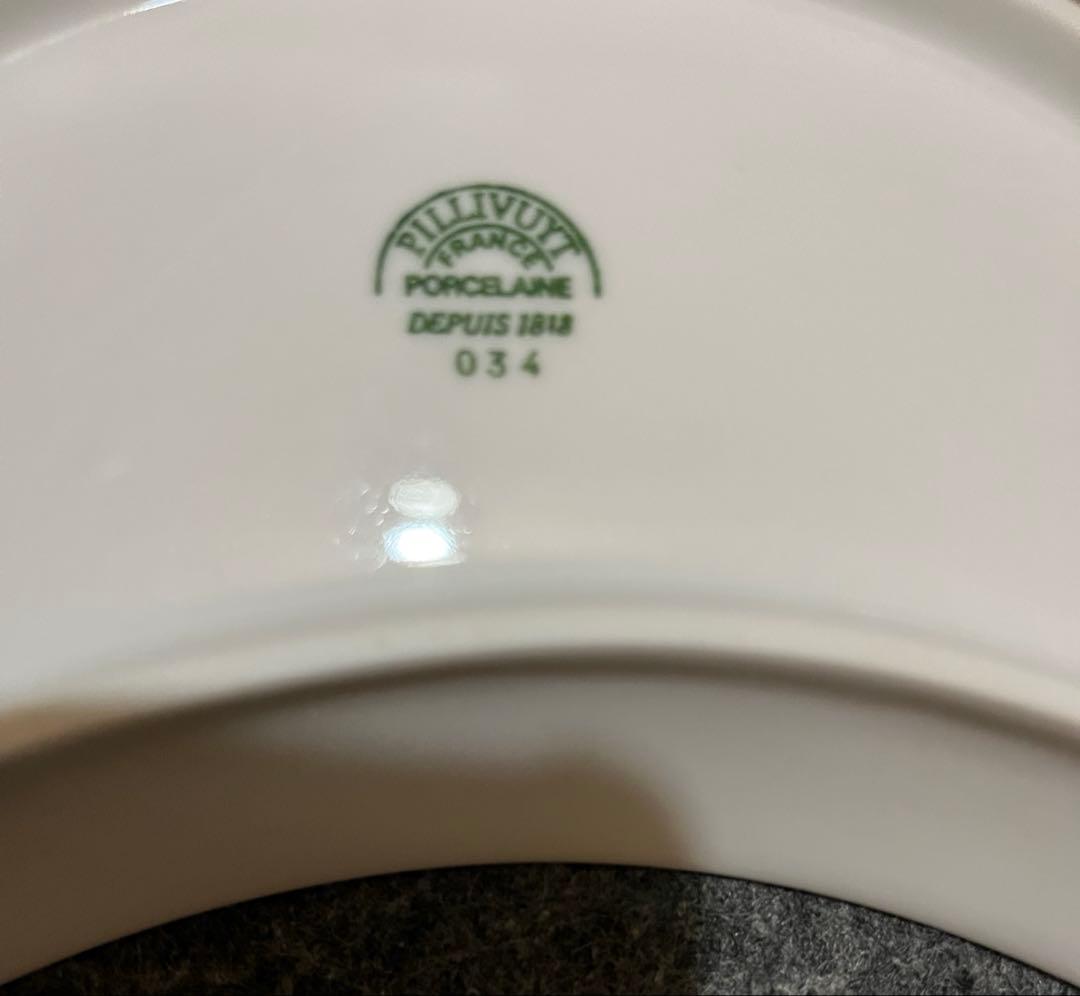 PILLIVUYT
FRANCE
PORCELAINE
DEPUIS 1818
034